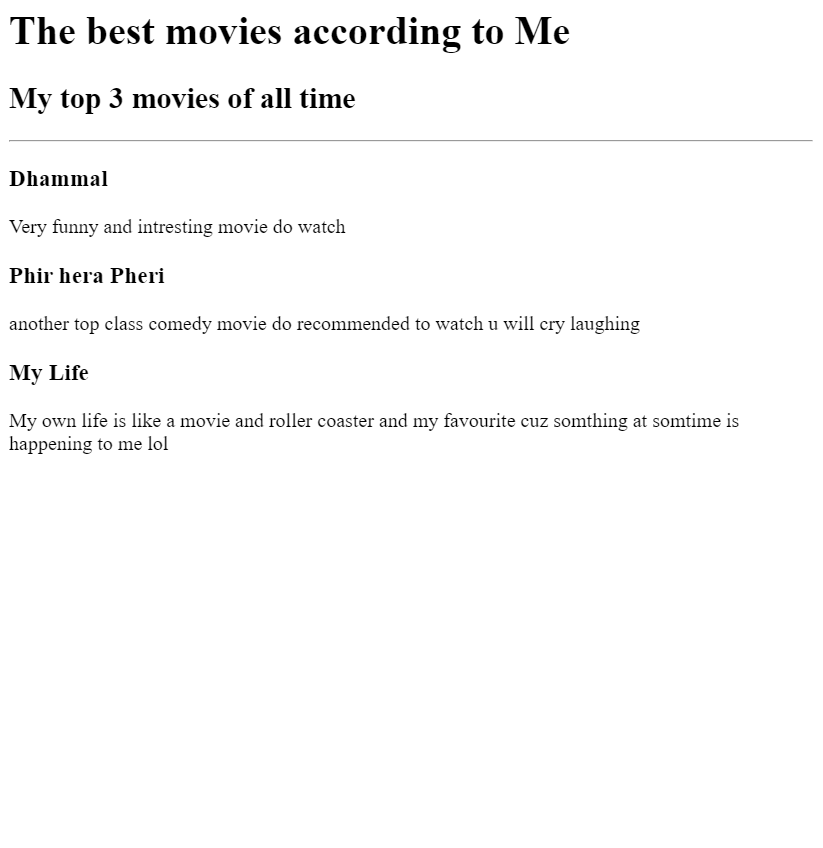 The best movies according to Me
My top 3 movies of all time
Dhammal
Very funny and intresting movie do watch
Phir hera Pheri
another top class comedy movie do recommended to watch u will cry laughing
My Life
My own life is like a movie and roller coaster and my favourite cuz somthing at somtime is
happening to me lol